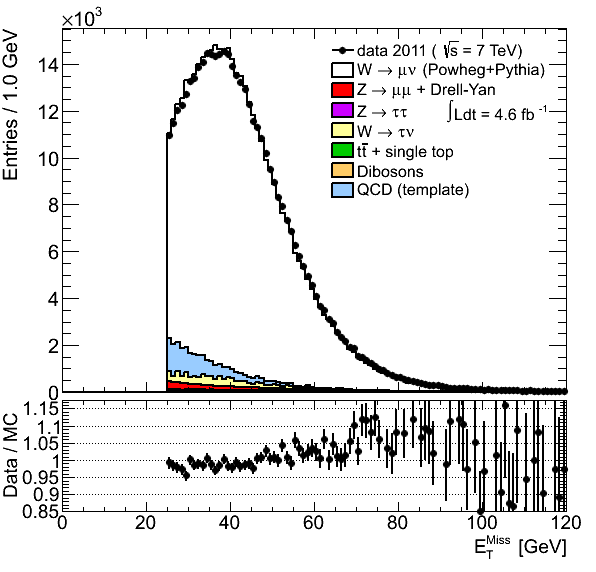 ×10³
Entries / 1.0 GeV
14
12
10
8
6
4
2
0
data 2011 ( √s = 7 TeV)
W → μν (Powheg+Pythia)
Z → μμ + Drell-Yan
Z → ττ
∫Ldt = 4.6 fb⁻¹
W → τν
tt̄ + single top
Dibosons
QCD (template)
Data / MC
1.15
1.1
1.05
1
0.95
0.9
0.85
0 20 40 60 80 100 120
E_T^Miss [GeV]